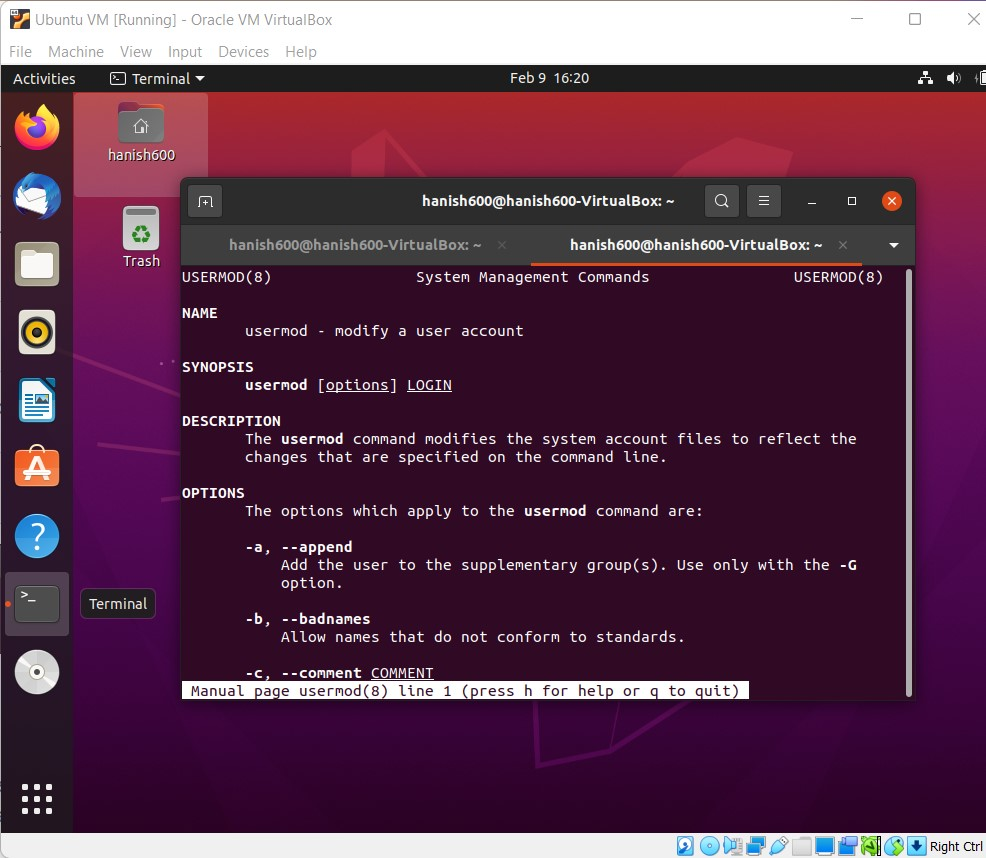 Ubuntu VM [Running] - Oracle VM VirtualBox
File Machine View Input Devices Help
Activities Terminal Feb 9 16:20
hanish600
Trash
hanish600@hanish600-VirtualBox: ~
hanish600@hanish600-VirtualBox: ~ hanish600@hanish600-VirtualBox: ~
USERMOD(8) System Management Commands USERMOD(8)
NAME
usermod - modify a user account
SYNOPSIS
usermod [options] LOGIN
DESCRIPTION
The usermod command modifies the system account files to reflect the
changes that are specified on the command line.
OPTIONS
The options which apply to the usermod command are:
-a, --append
Add the user to the supplementary group(s). Use only with the -G
option.
-b, --badnames
Allow names that do not conform to standards.
-c, --comment COMMENT
Manual page usermod(8) line 1 (press h for help or q to quit)
Terminal
Right Ctrl